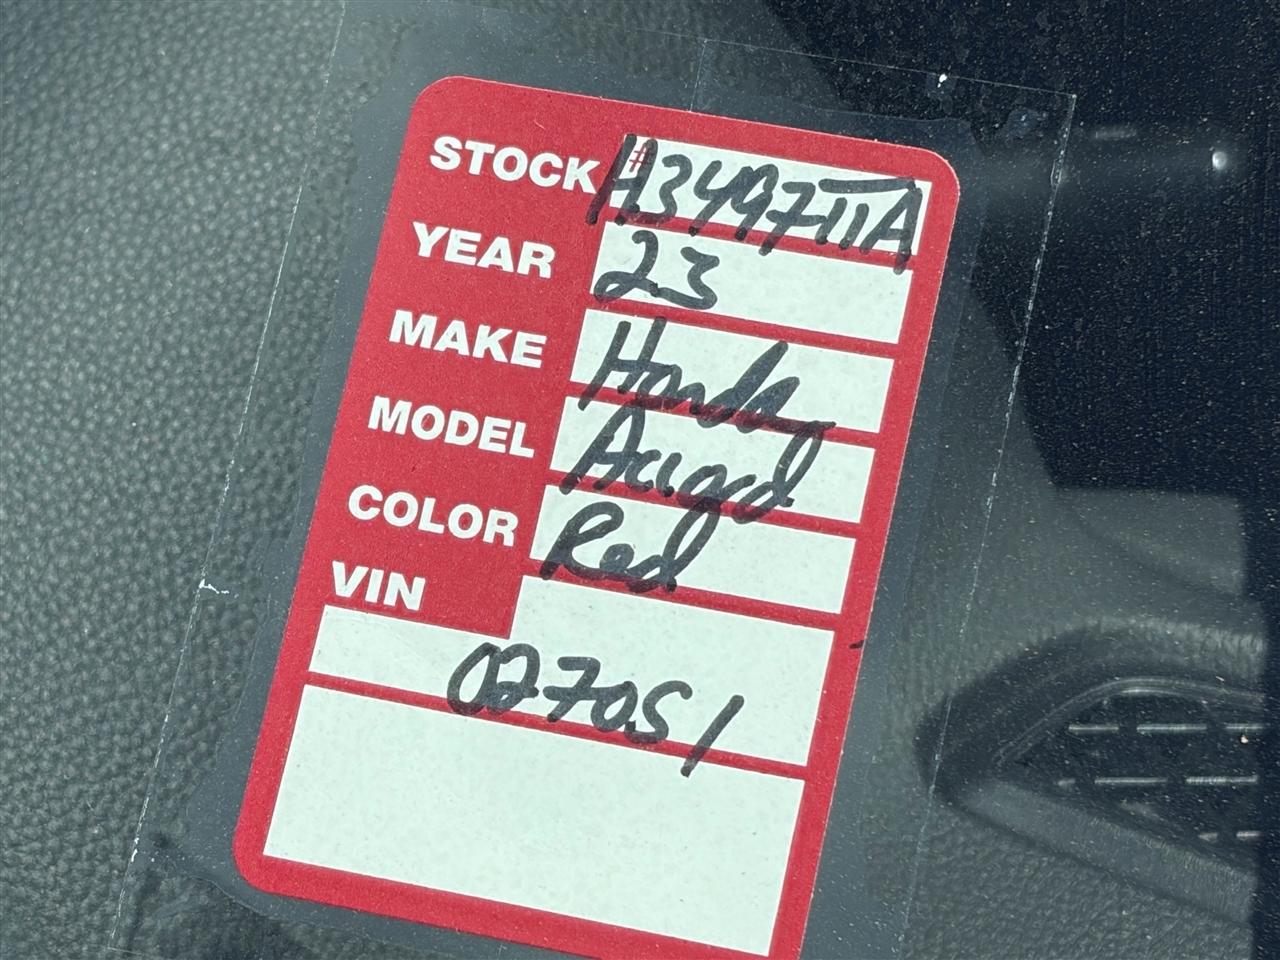 STOCK # H34971TA
YEAR 23
MAKE Honda
MODEL Accord
COLOR Red
VIN
027051